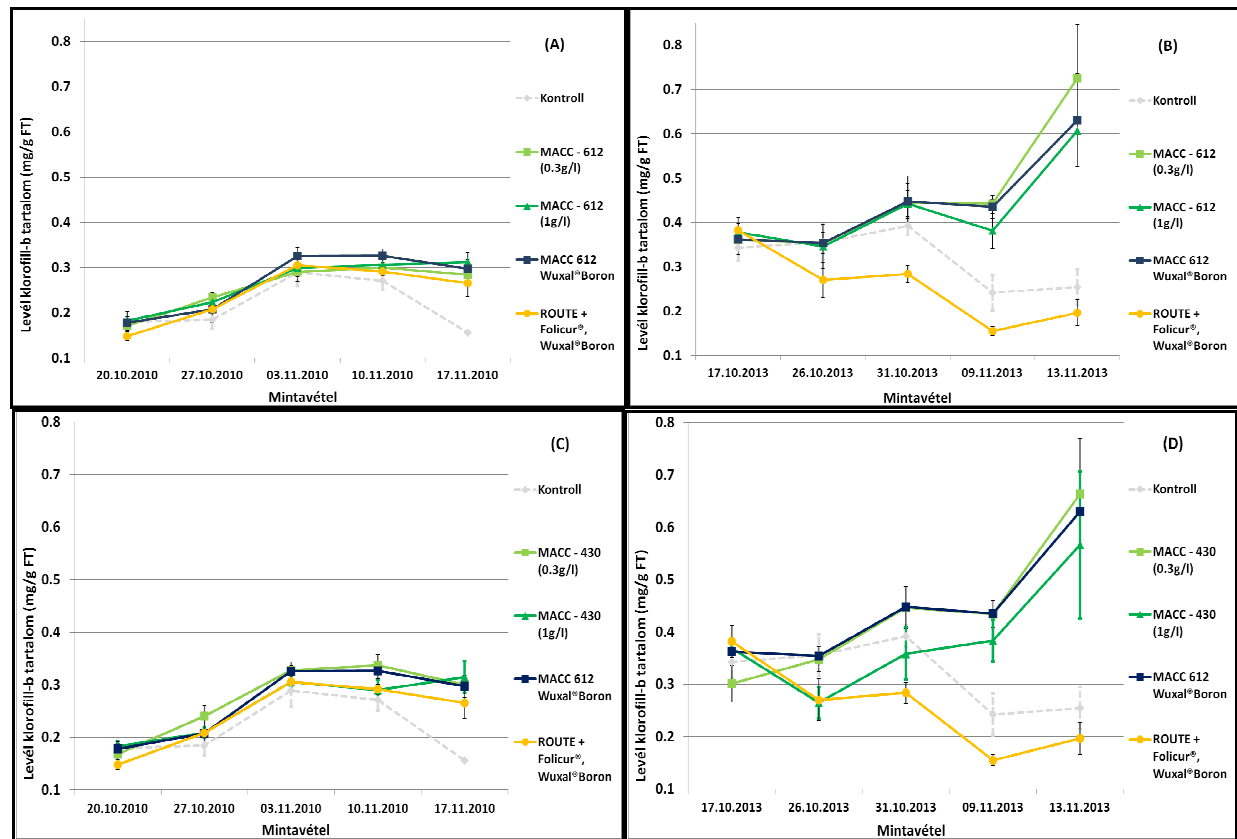 (A)
Levél klorofill-b tartalom (mg/g FT)
0.8
0.7
0.6
0.5
0.4
0.3
0.2
0.1
20.10.2010 27.10.2010 03.11.2010 10.11.2010 17.11.2010
Mintavétel
Kontroll
MACC - 612
(0.3g/l)
MACC - 612
(1g/l)
MACC 612
Wuxal®Boron
ROUTE +
Folicur®,
Wuxal®Boron
(B)
Levél klorofill-b tartalom (mg/g FT)
0.8
0.7
0.6
0.5
0.4
0.3
0.2
0.1
17.10.2013 26.10.2013 31.10.2013 09.11.2013 13.11.2013
Mintavétel
Kontroll
MACC - 612
(0.3g/l)
MACC - 612
(1g/l)
MACC 612
Wuxal®Boron
ROUTE +
Folicur®,
Wuxal®Boron
(C)
Levél klorofill-b tartalom (mg/g FT)
0.8
0.7
0.6
0.5
0.4
0.3
0.2
0.1
20.10.2010 27.10.2010 03.11.2010 10.11.2010 17.11.2010
Mintavétel
Kontroll
MACC - 430
(0.3g/l)
MACC - 430
(1g/l)
MACC 612
Wuxal®Boron
ROUTE +
Folicur®,
Wuxal®Boron
(D)
Levél klorofill-b tartalom (mg/g FT)
0.8
0.7
0.6
0.5
0.4
0.3
0.2
0.1
17.10.2013 26.10.2013 31.10.2013 09.11.2013 13.11.2013
Mintavétel
Kontroll
MACC - 430
(0.3g/l)
MACC - 430
(1g/l)
MACC 612
Wuxal®Boron
ROUTE +
Folicur®,
Wuxal®Boron